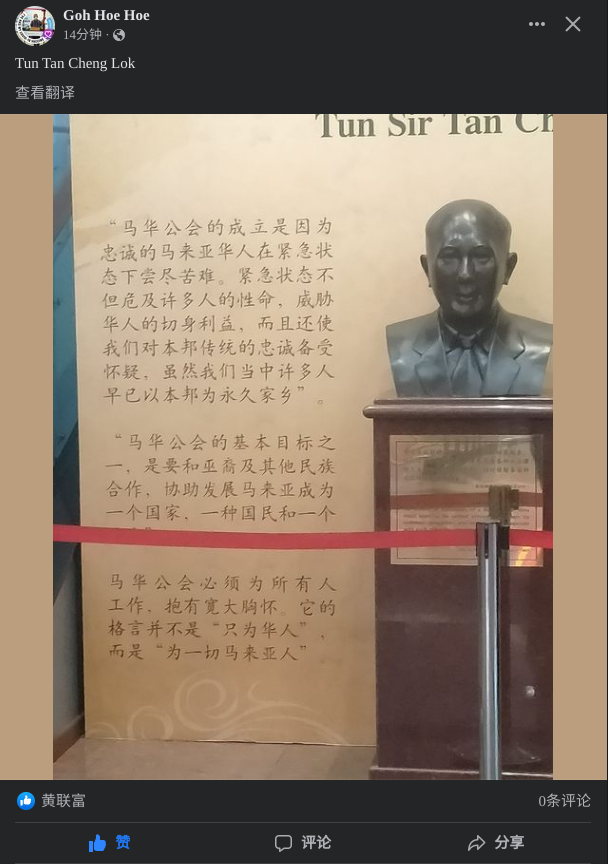 Goh Hoe Hoe
14分钟 ·
Tun Tan Cheng Lok
查看翻译
Tun Sir Tan Ch
“马华公会的成立是因为
忠诚的马来亚华人在紧急状
态下尝尽苦难。紧急状态不
但危及许多人的性命，威胁
华人的切身利益，而且还使
我们对本邦传统的忠诚备受
怀疑，虽然我们当中许多人
早已以本邦为永久家乡”。
“马华公会的基本目标之
一，是要和亚裔及其他民族
合作，协助发展马来亚成为
一个国家，一种国民和一个
马华公会必须为所有人
工作，抱有宽大胸怀。它的
格言并不是“只为华人”，
而是“为一切马来亚人”
黄联富
0条评论
赞
评论
分享